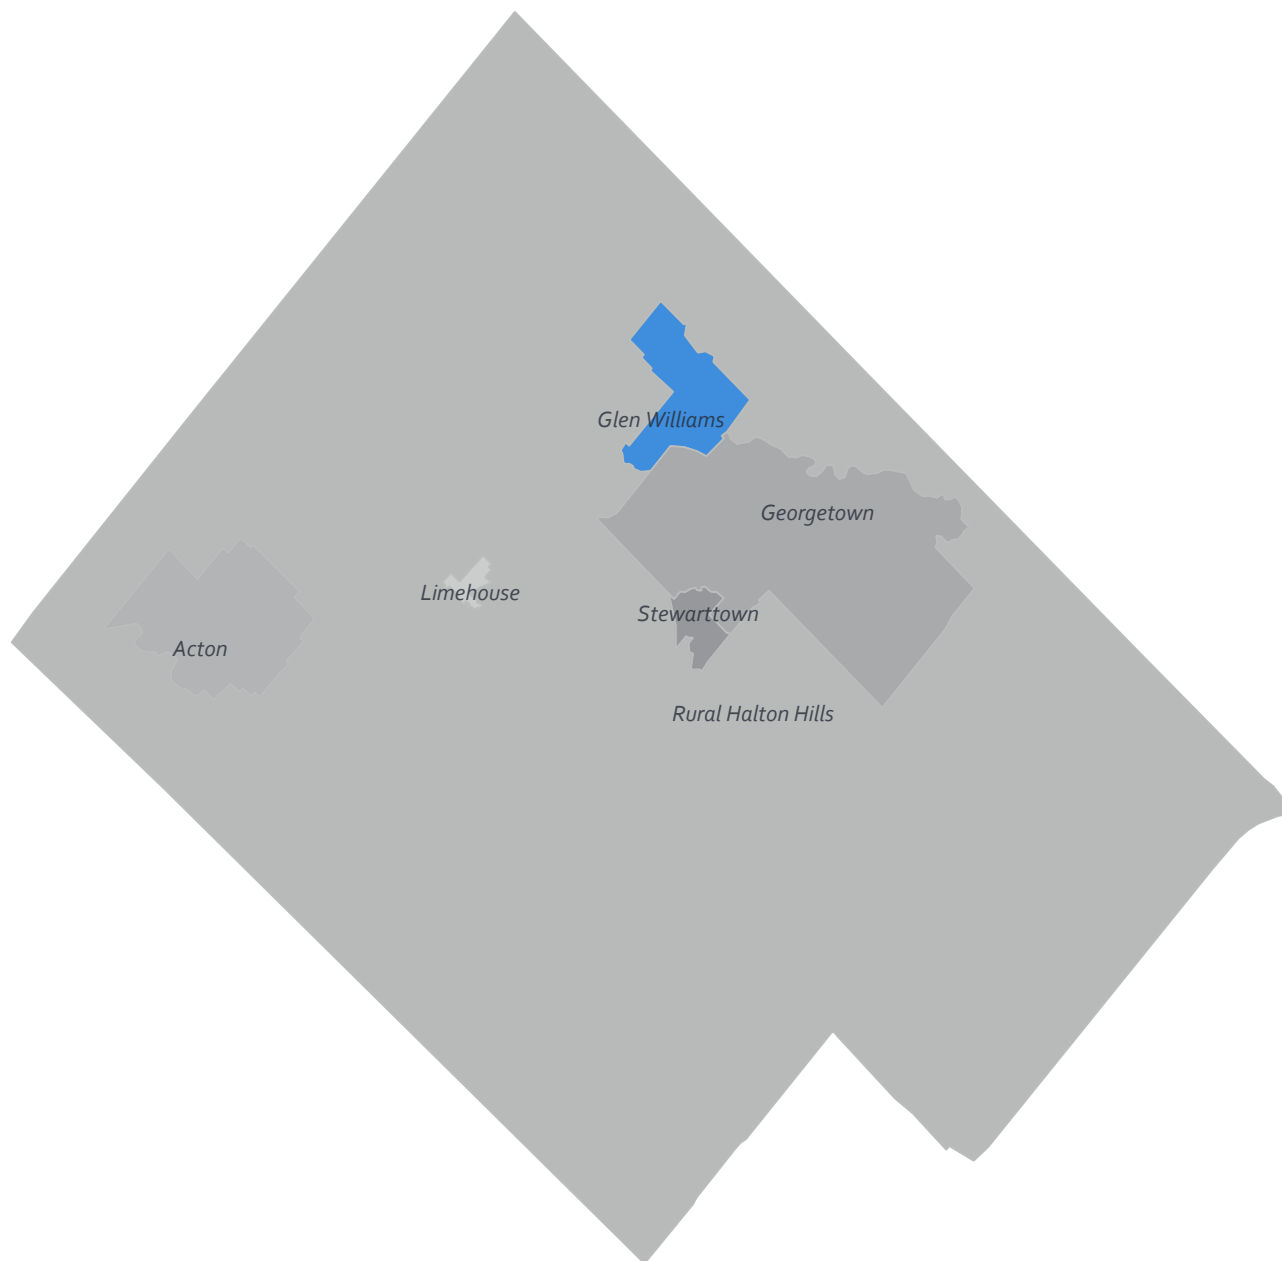 Glen Williams
Georgetown
Limehouse
Stewarttown
Acton
Rural Halton Hills